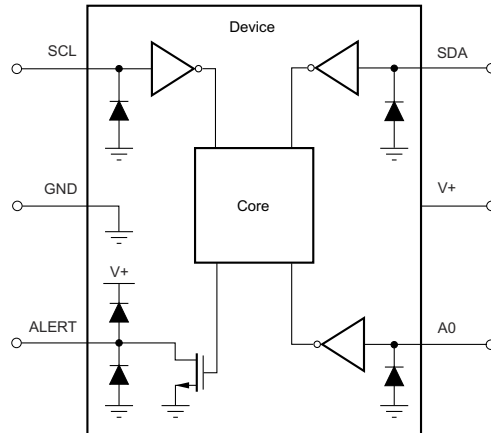 Device
SCL
SDA
GND
V+
Core
V+
ALERT
A0